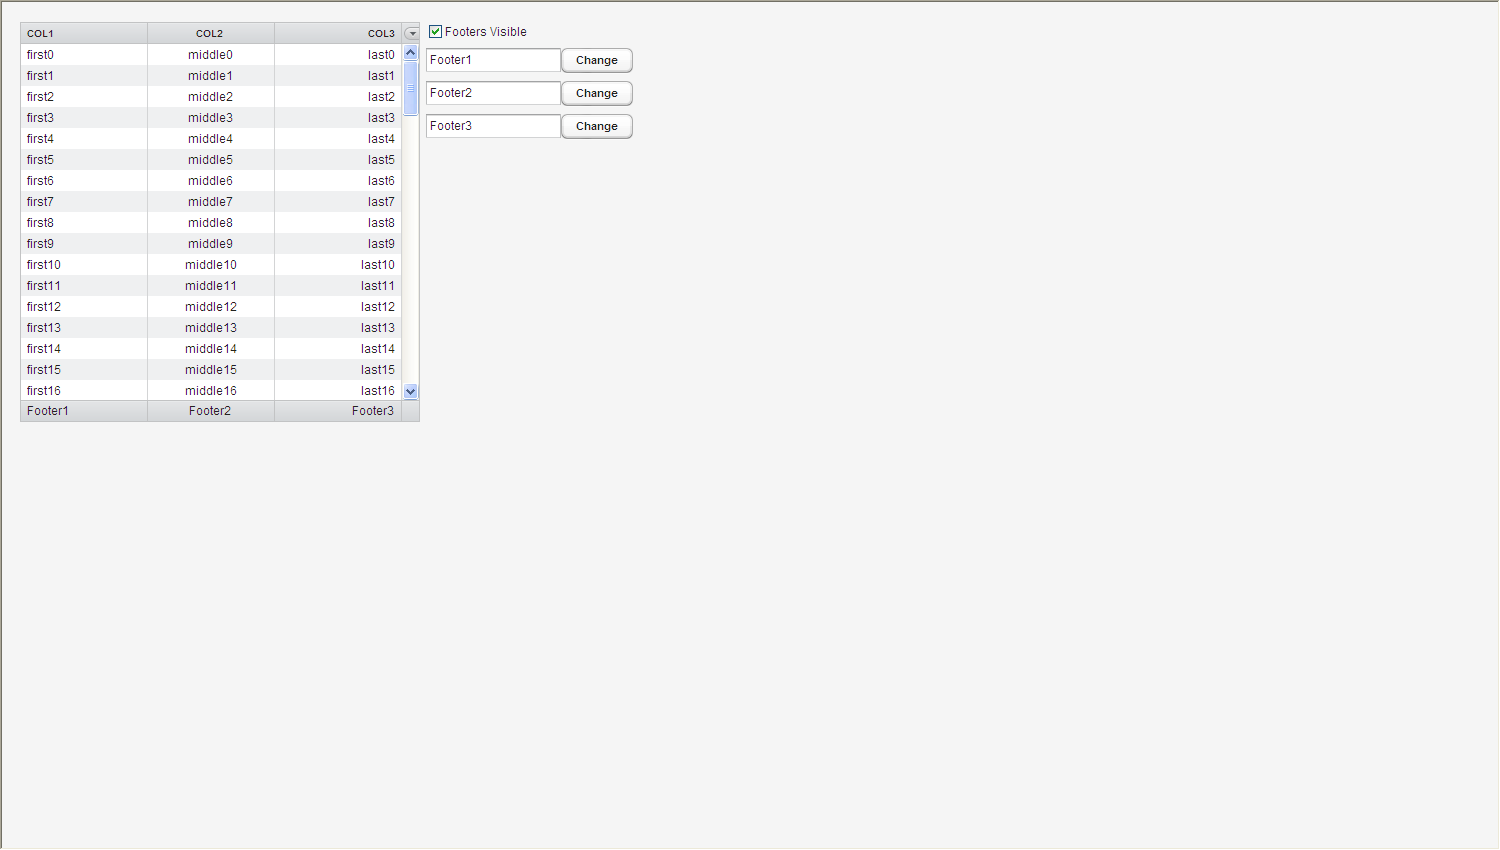 COL1 COL2 COL3
first0 middle0 last0
first1 middle1 last1
first2 middle2 last2
first3 middle3 last3
first4 middle4 last4
first5 middle5 last5
first6 middle6 last6
first7 middle7 last7
first8 middle8 last8
first9 middle9 last9
first10 middle10 last10
first11 middle11 last11
first12 middle12 last12
first13 middle13 last13
first14 middle14 last14
first15 middle15 last15
first16 middle16 last16
Footer1 Footer2 Footer3
Footers Visible
Footer1 Change
Footer2 Change
Footer3 Change